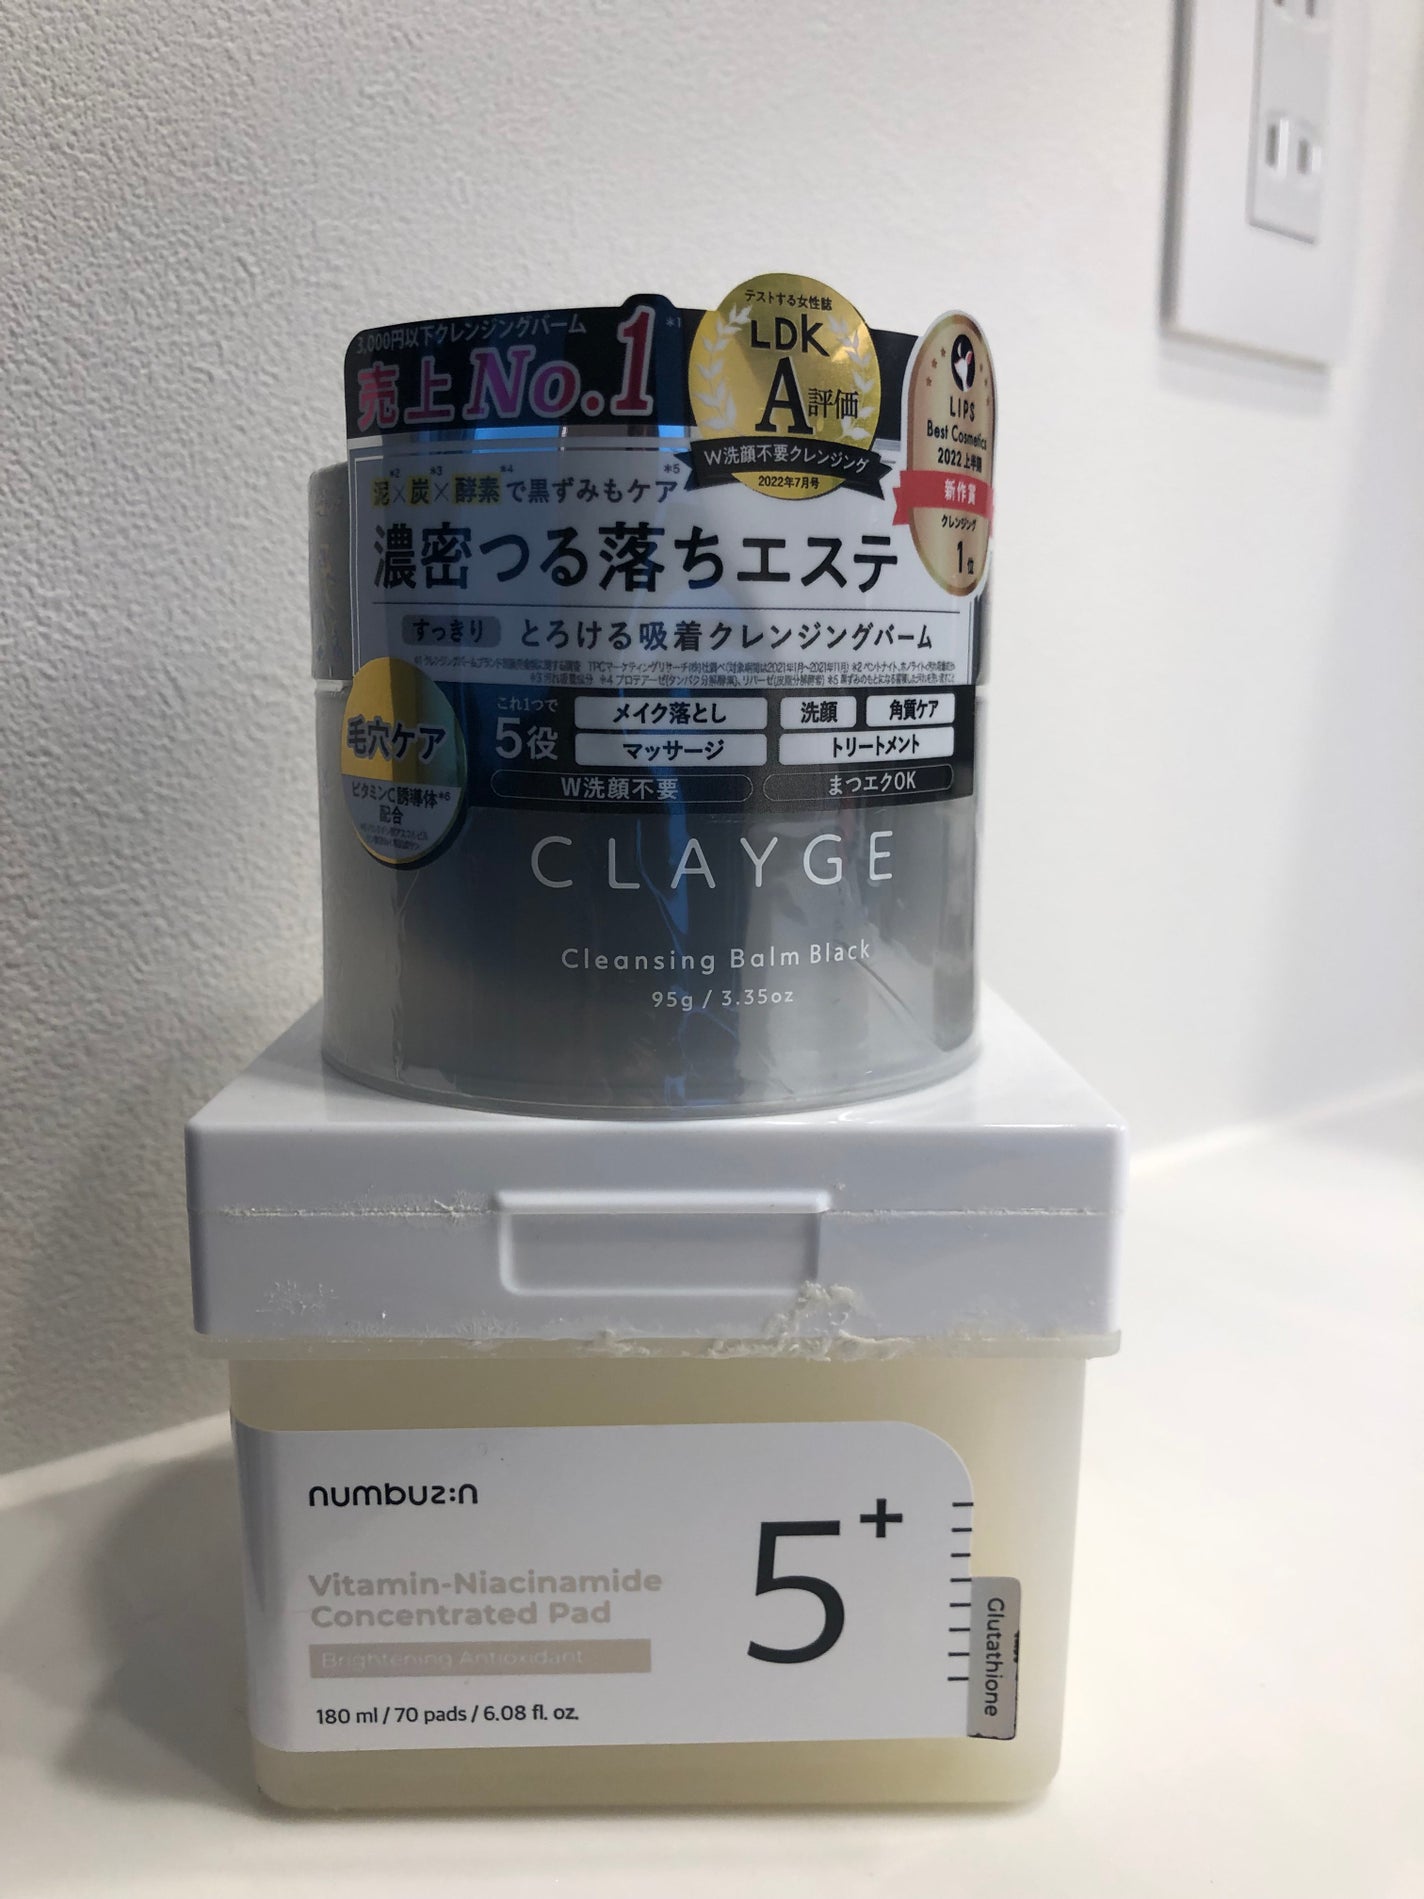 3,000円以下クレンジングバーム
売上No.1 *1
テストする女性誌
LDK
A評価
W洗顔不要クレンジング
2022年7月号
LIPS
Best Cosmetics
2022 上半期
新作賞
クレンジング
1位
泥*2×炭*3×酵素*4で黒ずみもケア*5
濃密つる落ちエステ
すっきり とろける吸着クレンジングバーム
毛穴ケア
ビタミンC誘導体*6
配合
これ1つで
5役
メイク落とし 洗顔 角質ケア
マッサージ トリートメント
W洗顔不要 まつエクOK
CLAYGE
Cleansing Balm Black
95g / 3.35oz
numbuz:n
5+
Vitamin-Niacinamide
Concentrated Pad
Brightening Antioxidant
180 ml / 70 pads / 6.08 fl. oz.
Glutathione